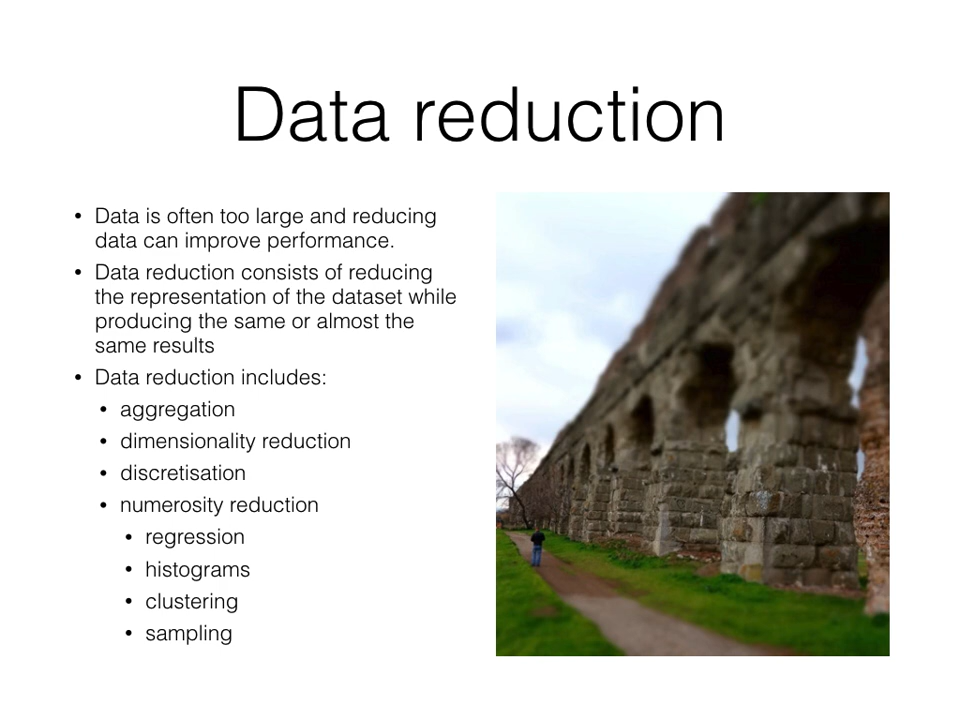 Data reduction
• Data is often too large and reducing
data can improve performance.
• Data reduction consists of reducing
the representation of the dataset while
producing the same or almost the
same results
• Data reduction includes:
• aggregation
• dimensionality reduction
• discretisation
• numerosity reduction
• regression
• histograms
• clustering
• sampling